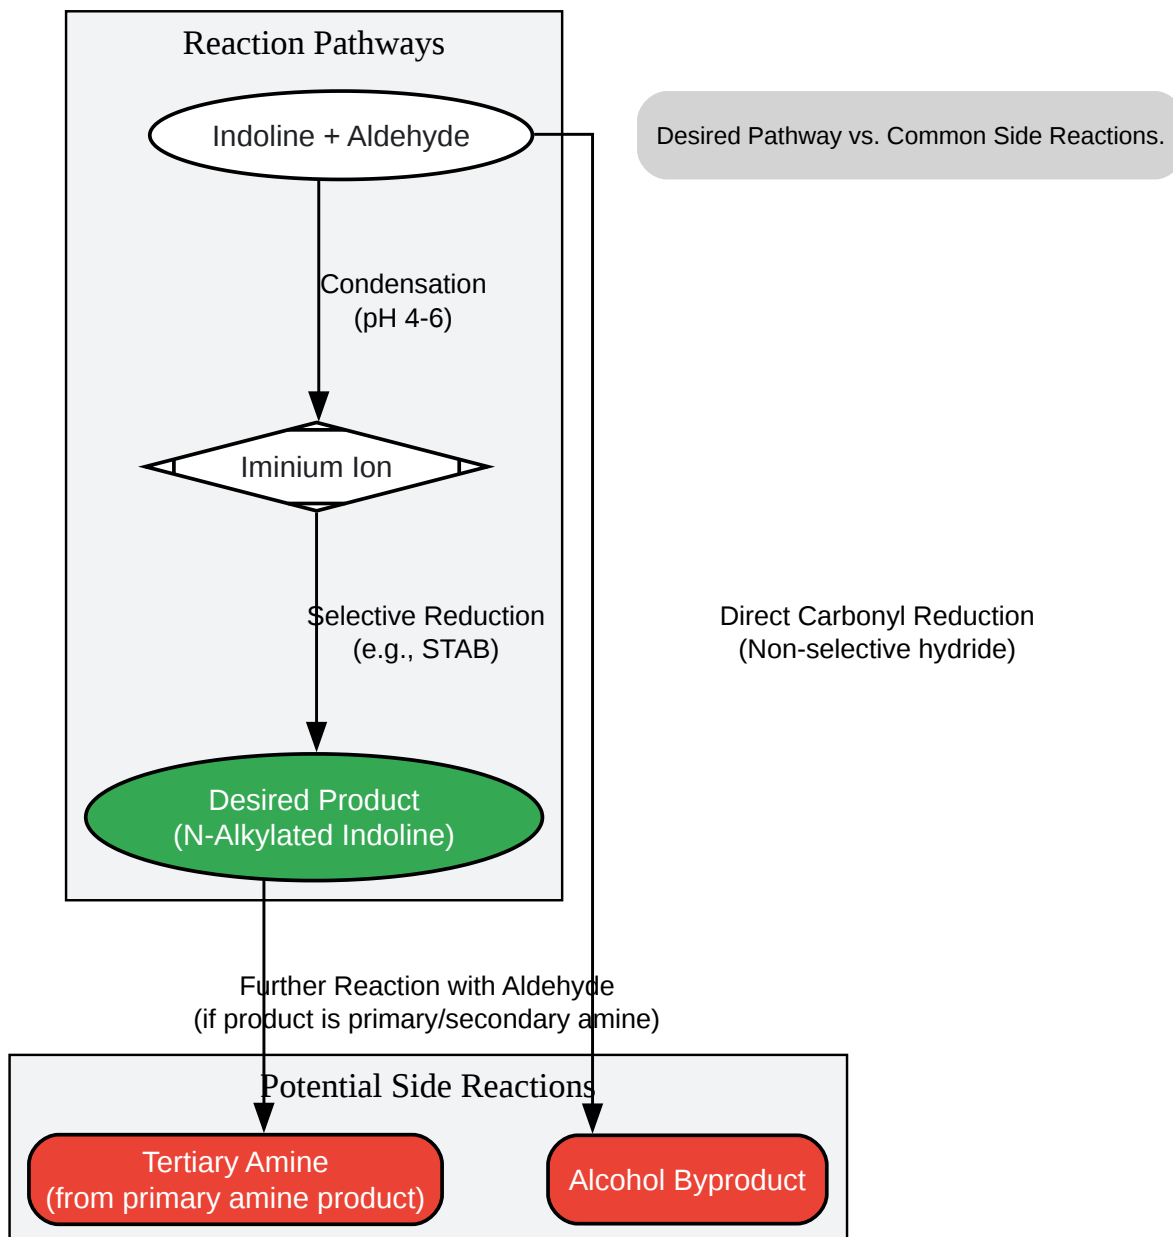 Reaction Pathways
Indoline + Aldehyde
Desired Pathway vs. Common Side Reactions.
Condensation
(pH 4-6)
Iminium Ion
Selective Reduction
(e.g., STAB)
Direct Carbonyl Reduction
(Non-selective hydride)
Desired Product
(N-Alkylated Indoline)
Further Reaction with Aldehyde
(if product is primary/secondary amine)
Potential Side Reactions
Tertiary Amine
(from primary amine product)
Alcohol Byproduct